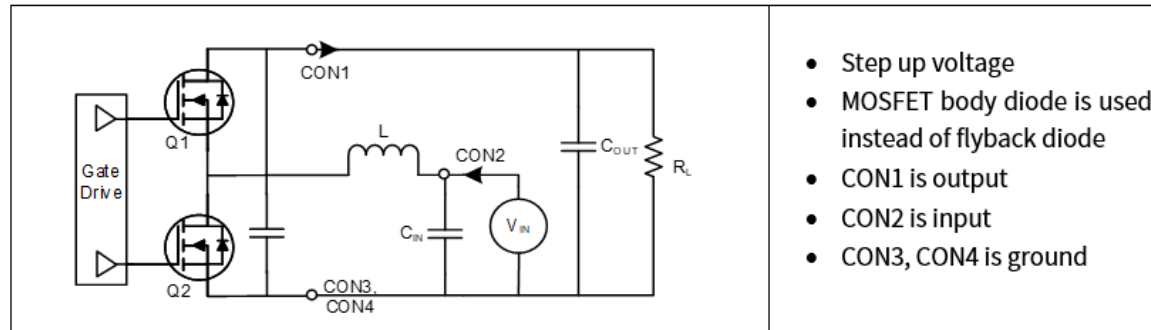 CON1
Q1
L
CON2
C_OUT
R_L
Gate
Drive
C_IN
V_IN
Q2
CON3,
CON4
• Step up voltage
• MOSFET body diode is used
instead of flyback diode
• CON1 is output
• CON2 is input
• CON3, CON4 is ground